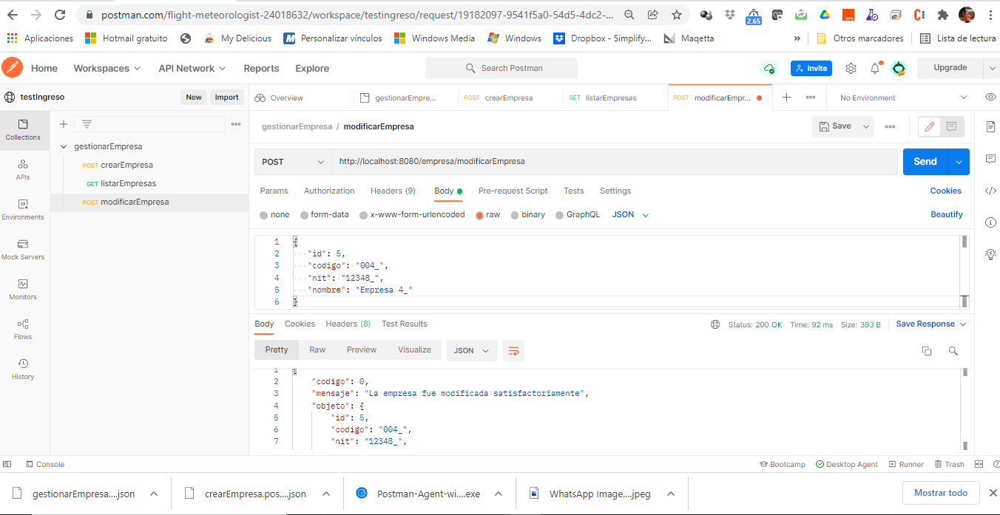 postman.com/flight-meteorologist-24018632/workspace/testingreso/request/19182097-9541f5a0-54d5-4dc2-...
2.65
Aplicaciones Hotmail gratuito My Delicious Personalizar vínculos Windows Media Windows Dropbox - Simplify... Maqetta » Otros marcadores Lista de lectura
Home Workspaces API Network Reports Explore Search Postman Invite Upgrade
testIngreso New Import Overview gestionarEmpre... POST crearEmpresa GET listarEmpresas POST modificarEmpr... No Environment
Collections
gestionarEmpresa / modificarEmpresa Save
gestionarEmpresa
POST crearEmpresa
GET listarEmpresas
POST modificarEmpresa
APIs
Environments
Mock Servers
Monitors
Flows
History
POST http://localhost:8080/empresa/modificarEmpresa Send
Params Authorization Headers (9) Body Pre-request Script Tests Settings Cookies
none form-data x-www-form-urlencoded raw binary GraphQL JSON Beautify
1 {
2 "id": 5,
3 "codigo": "004_",
4 "nit": "12348_",
5 "nombre": "Empresa 4_"
6 }
Body Cookies Headers (8) Test Results Status: 200 OK Time: 92 ms Size: 393 B Save Response
Pretty Raw Preview Visualize JSON
1 {
2 "codigo": 0,
3 "mensaje": "La empresa fue modificada satisfactoriamente",
4 "objeto": {
5 "id": 5,
6 "codigo": "004_",
7 "nit": "12348_",
Console Bootcamp Desktop Agent Runner Trash
gestionarEmpresa....json crearEmpresa.pos....json Postman-Agent-wi....exe WhatsApp Image....jpeg Mostrar todo